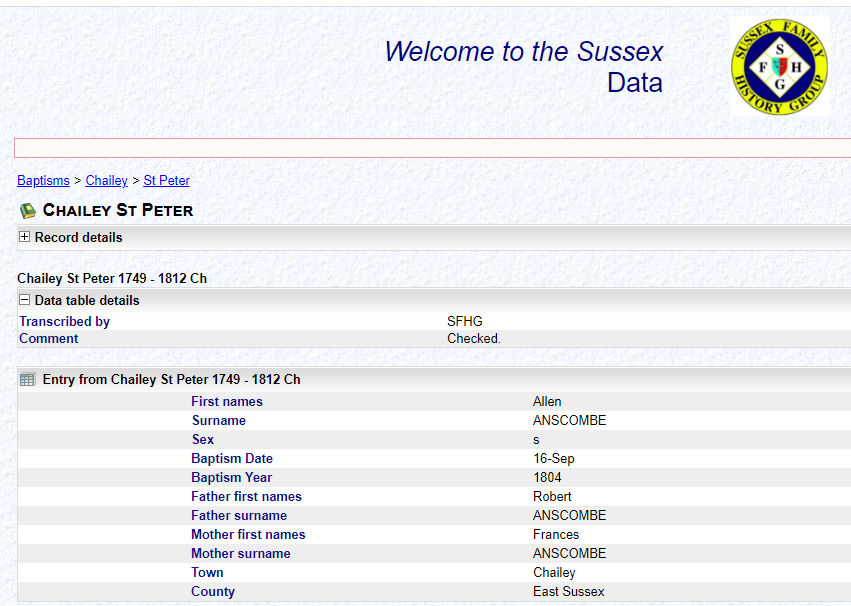 Welcome to the Sussex
Data
SUSSEX FAMILY
S
F H
G
HISTORY GROUP
Baptisms > Chailey > St Peter
CHAILEY ST PETER
Record details
Chailey St Peter 1749 - 1812 Ch
Data table details
Transcribed by SFHG
Comment Checked.
Entry from Chailey St Peter 1749 - 1812 Ch
First names Allen
Surname ANSCOMBE
Sex s
Baptism Date 16-Sep
Baptism Year 1804
Father first names Robert
Father surname ANSCOMBE
Mother first names Frances
Mother surname ANSCOMBE
Town Chailey
County East Sussex